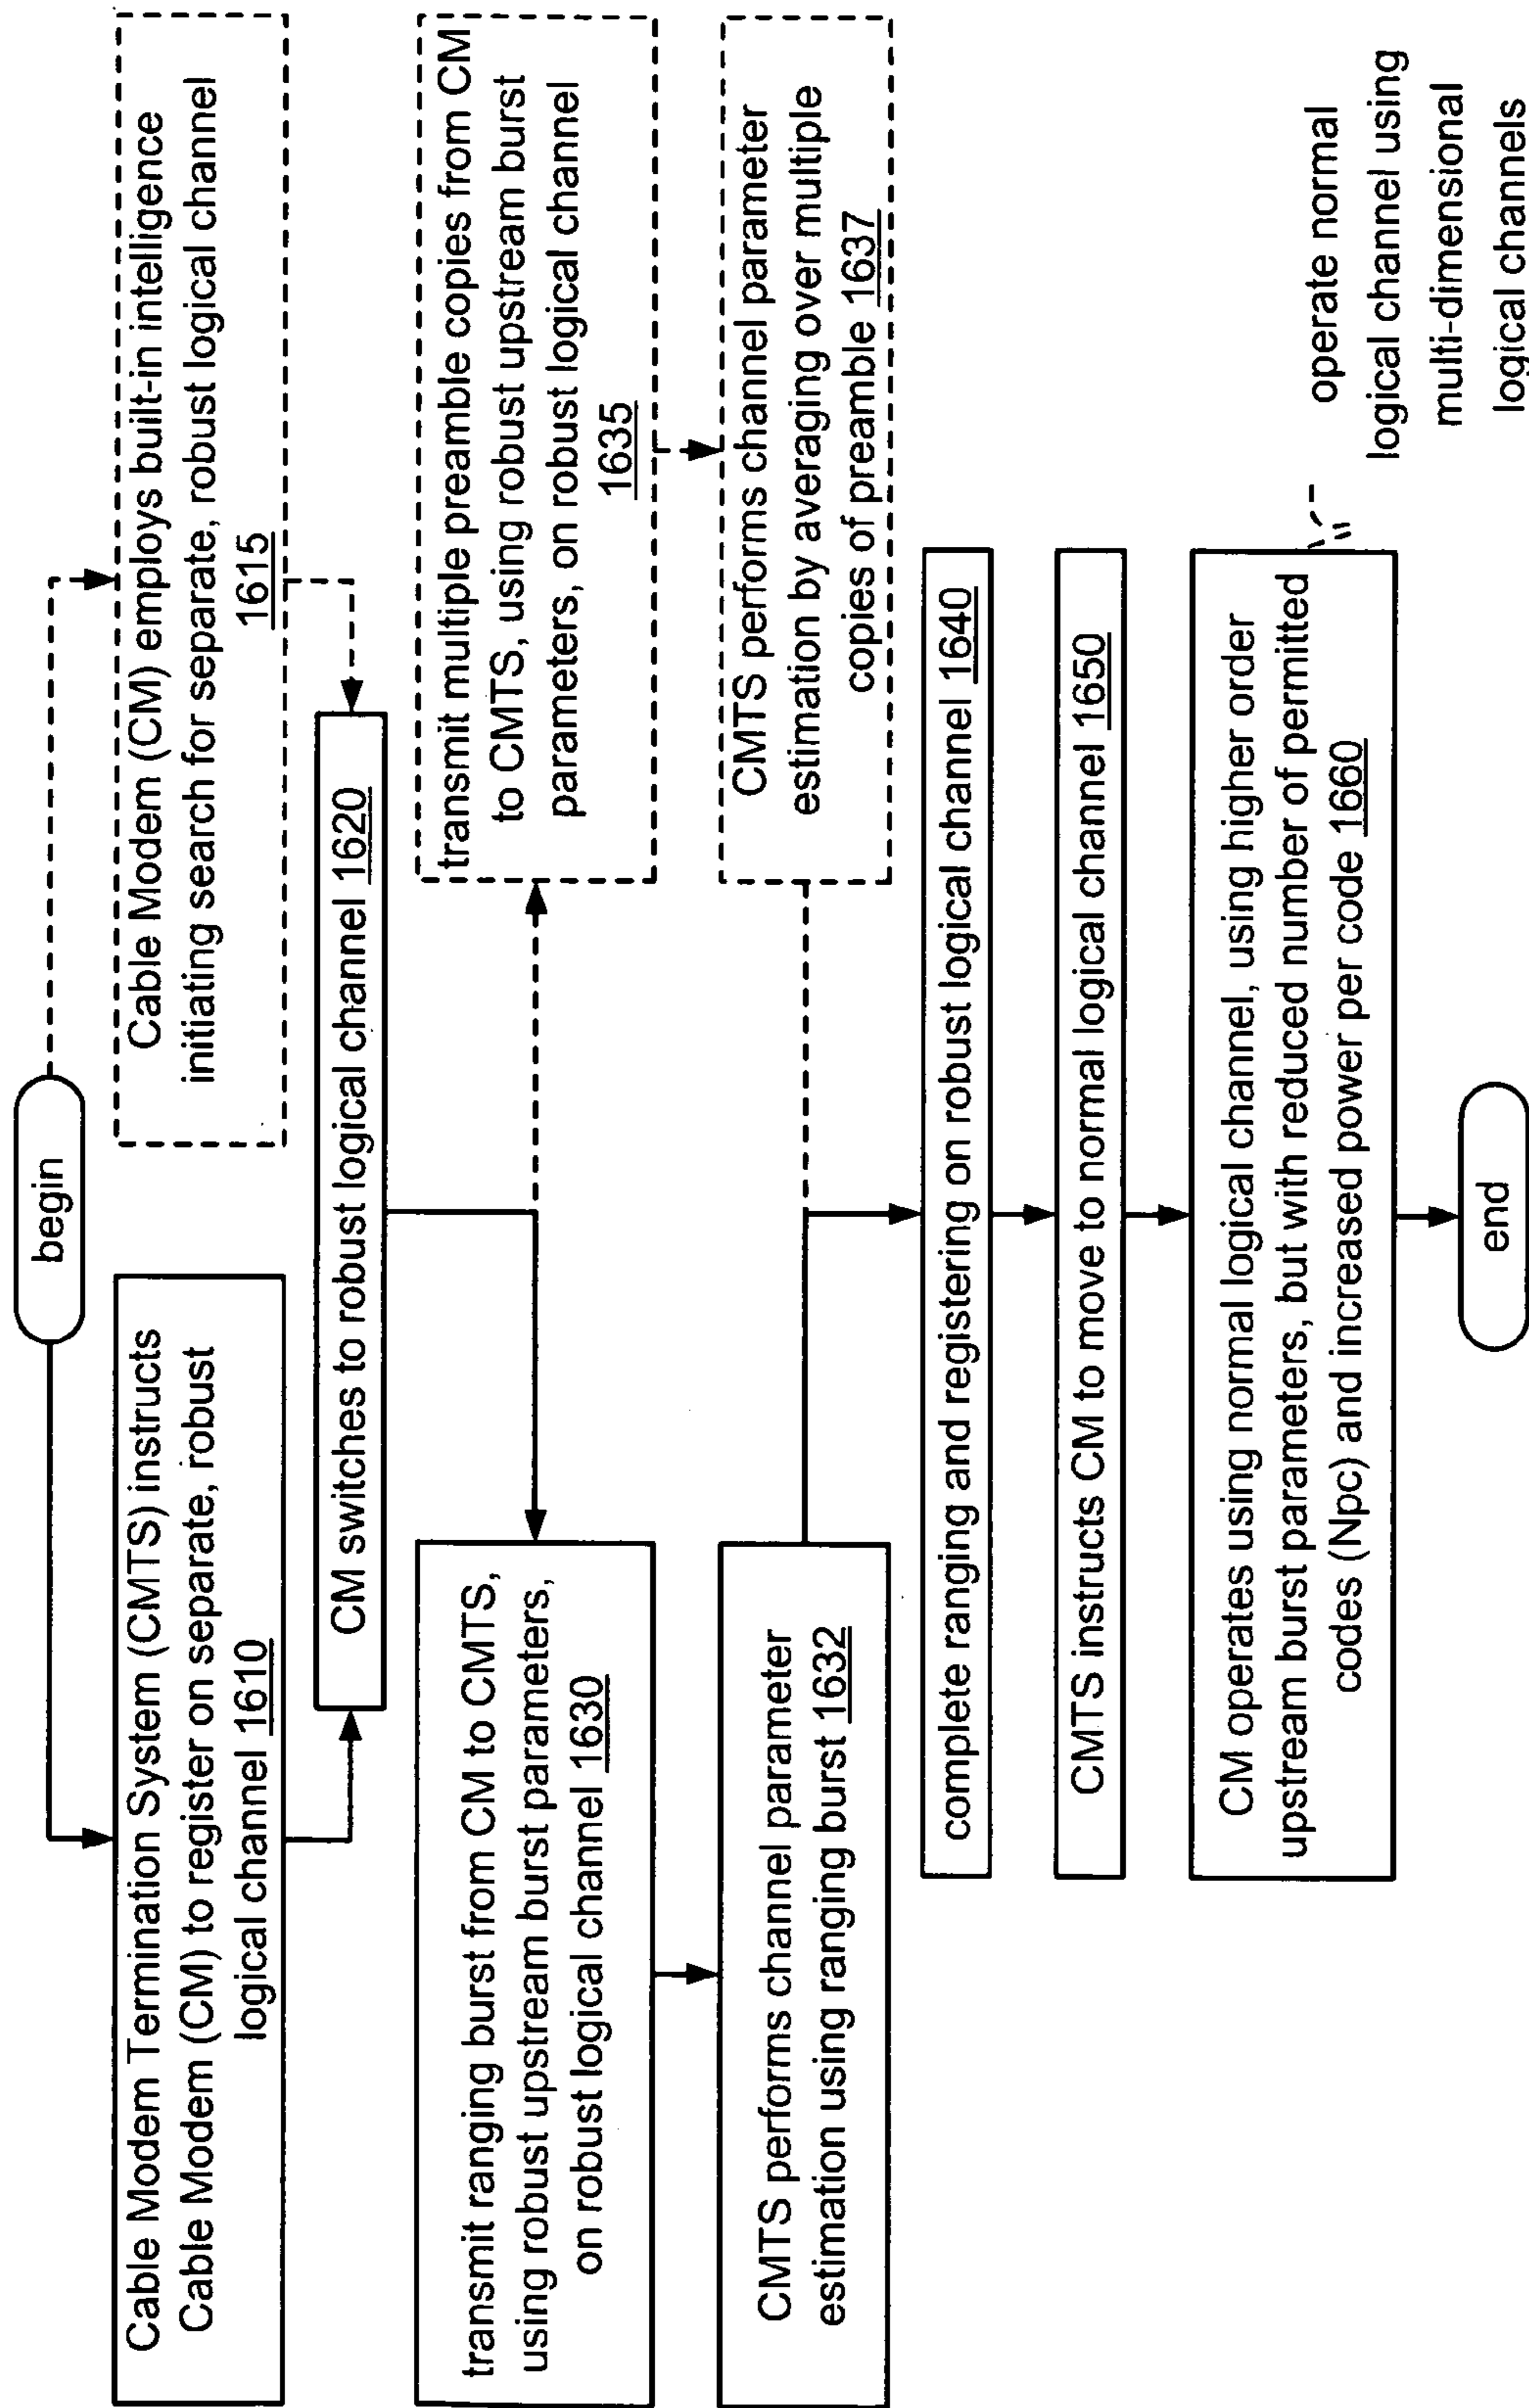 begin
Cable Modem Termination System (CMTS) instructs
Cable Modem (CM) to register on separate, robust
logical channel 1610
Cable Modem (CM) employs built-in intelligence
initiating search for separate, robust logical channel
1615
CM switches to robust logical channel 1620
transmit ranging burst from CM to CMTS,
using robust upstream burst parameters,
on robust logical channel 1630
transmit multiple preamble copies from CM
to CMTS, using robust upstream burst
parameters, on robust logical channel
1635
CMTS performs channel parameter
estimation using ranging burst 1632
CMTS performs channel parameter
estimation by averaging over multiple
copies of preamble 1637
complete ranging and registering on robust logical channel 1640
CMTS instructs CM to move to normal logical channel 1650
CM operates using normal logical channel, using higher order
upstream burst parameters, but with reduced number of permitted
codes (Npc) and increased power per code 1660
operate normal
logical channel using
multi-dimensional
logical channels
end